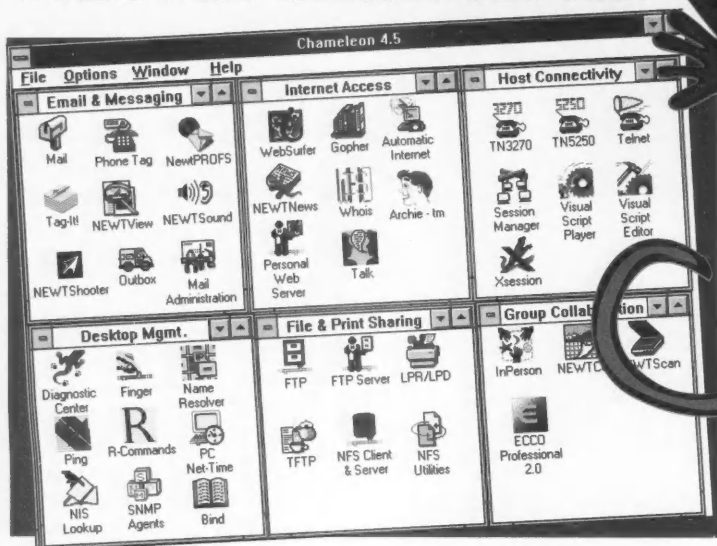 Chameleon 4.5
File Options Window Help
Email & Messaging
Mail
Phone Tag
NewtPROFS
Tag-It!
NEWTView
NEWTSound
NEWTShooter
Outbox
Mail
Administration
Internet Access
WebSurfer
Gopher
Automatic
Internet
NEWTNews
Whois
Archie - tm
Personal
Web
Server
Talk
Host Connectivity
3270
TN3270
5250
TN5250
Telnet
Session
Manager
Visual
Script
Player
Visual
Script
Editor
Xsession
Desktop Mgmt.
Diagnostic
Center
Finger
Name
Resolver
Ping
R
R-Commands
PC
Net-Time
NIS
Lookup
SNMP
Agents
Bind
File & Print Sharing
FTP
FTP Server
LPR/LPD
TFTP
NFS Client
& Server
NFS
Utilities
Group
InPerson
ECCO
Professional
2.0